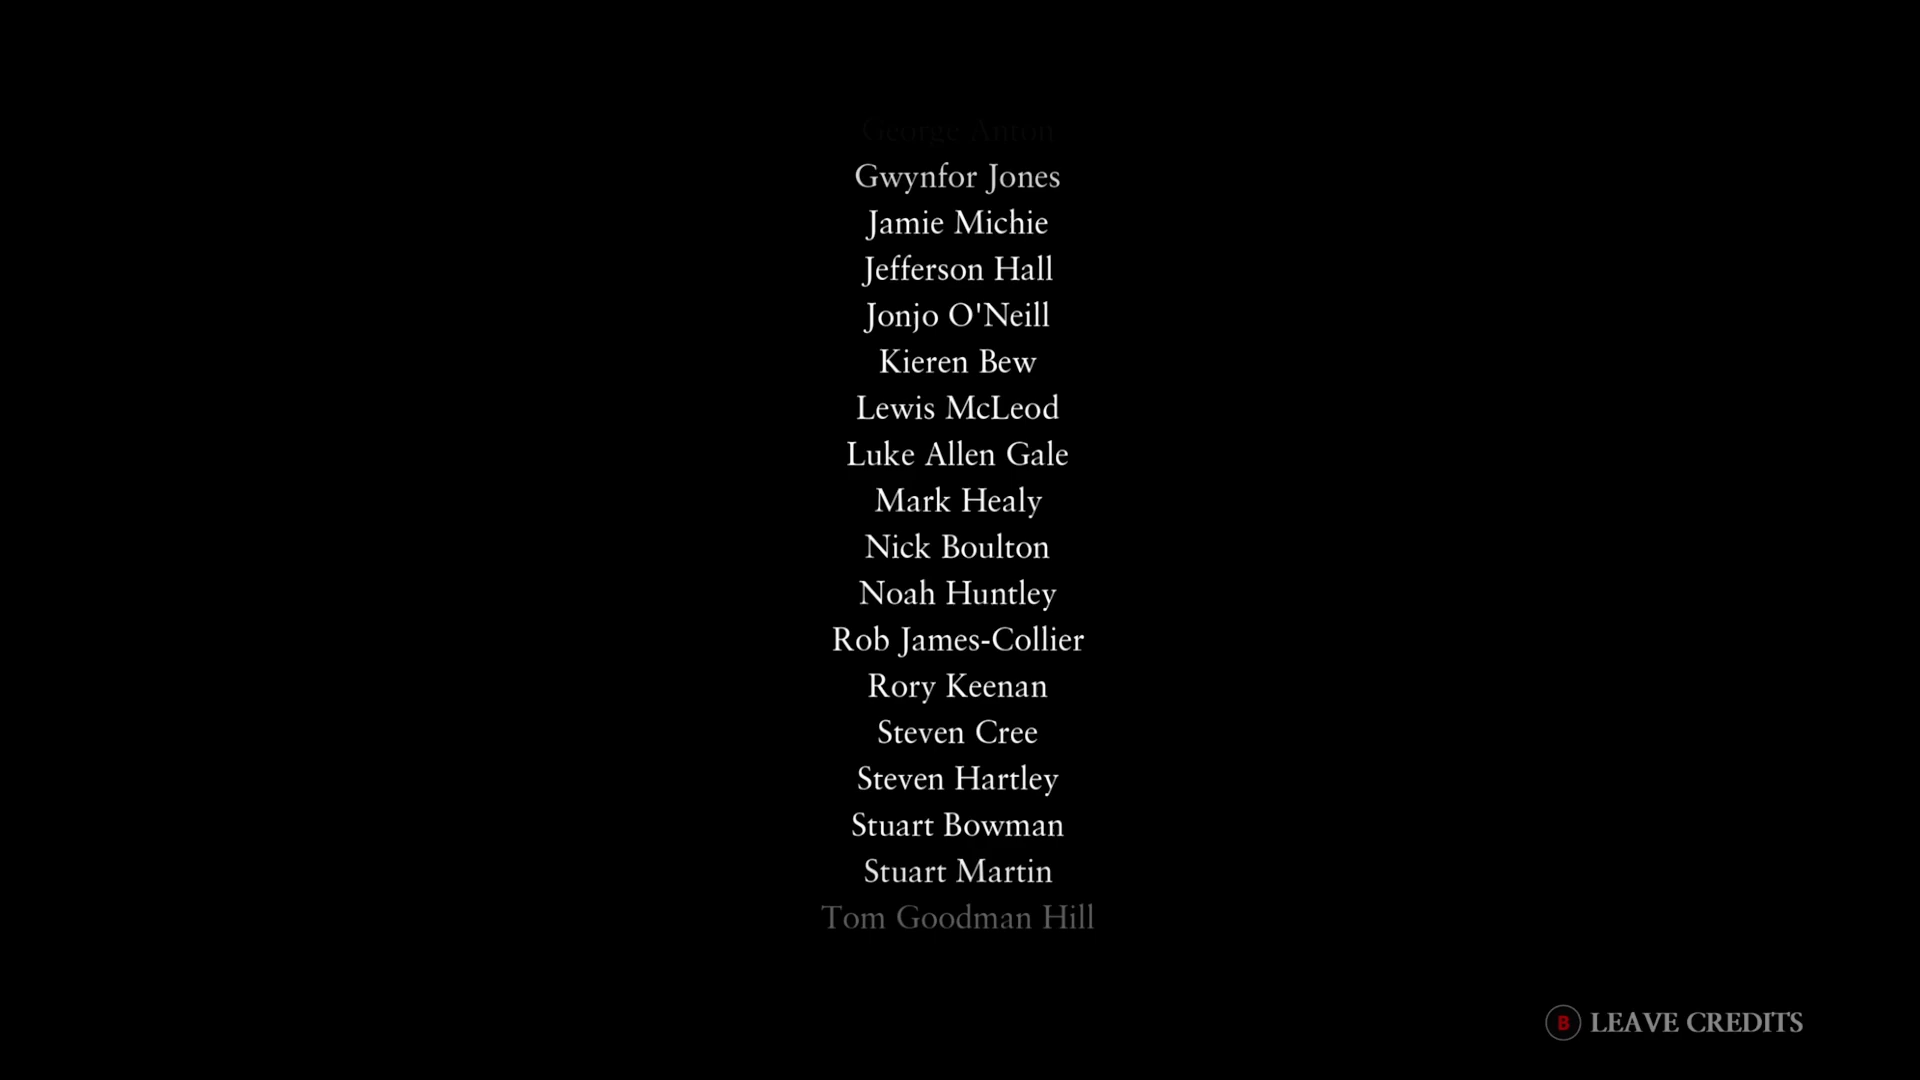 George Anton
Gwynfor Jones
Jamie Michie
Jefferson Hall
Jonjo O'Neill
Kieren Bew
Lewis McLeod
Luke Allen Gale
Mark Healy
Nick Boulton
Noah Huntley
Rob James-Collier
Rory Keenan
Steven Cree
Steven Hartley
Stuart Bowman
Stuart Martin
Tom Goodman Hill
B LEAVE CREDITS